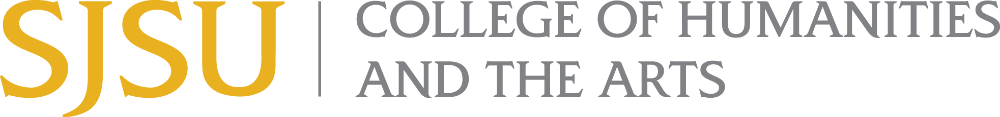 SJSU
COLLEGE OF HUMANITIES
AND THE ARTS